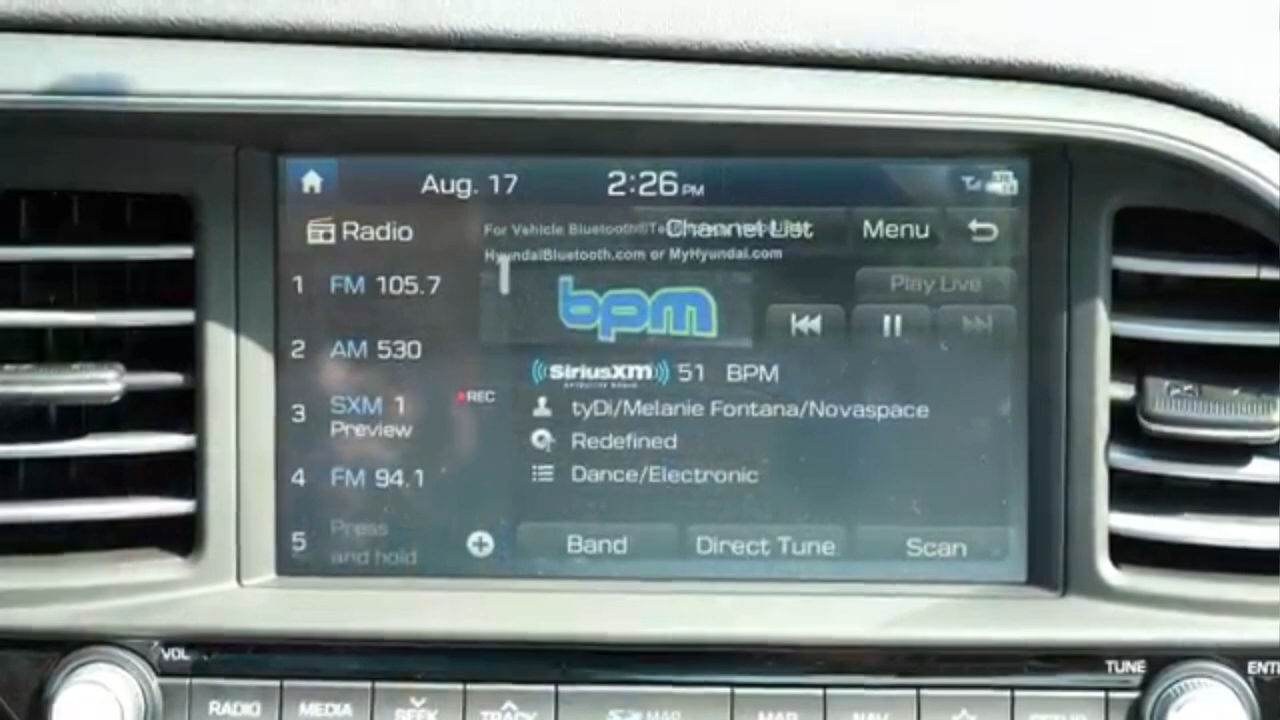 Aug. 17
2:26 PM
Radio
For Vehicle Bluetooth®
Channel List
Menu
HyundaiBluetooth.com or MyHyundai.com
1 FM 105.7
1
bpm
Play Live
2 AM 530
SiriusXM
51 BPM
3 SXM 1
Preview
REC
tyDi/Melanie Fontana/Novaspace
Redefined
4 FM 94.1
Dance/Electronic
5 Press
and hold
Band
Direct Tune
Scan
VOL
TUNE
RADIO
MEDIA
SEEK
TRACK
MAP
NAV